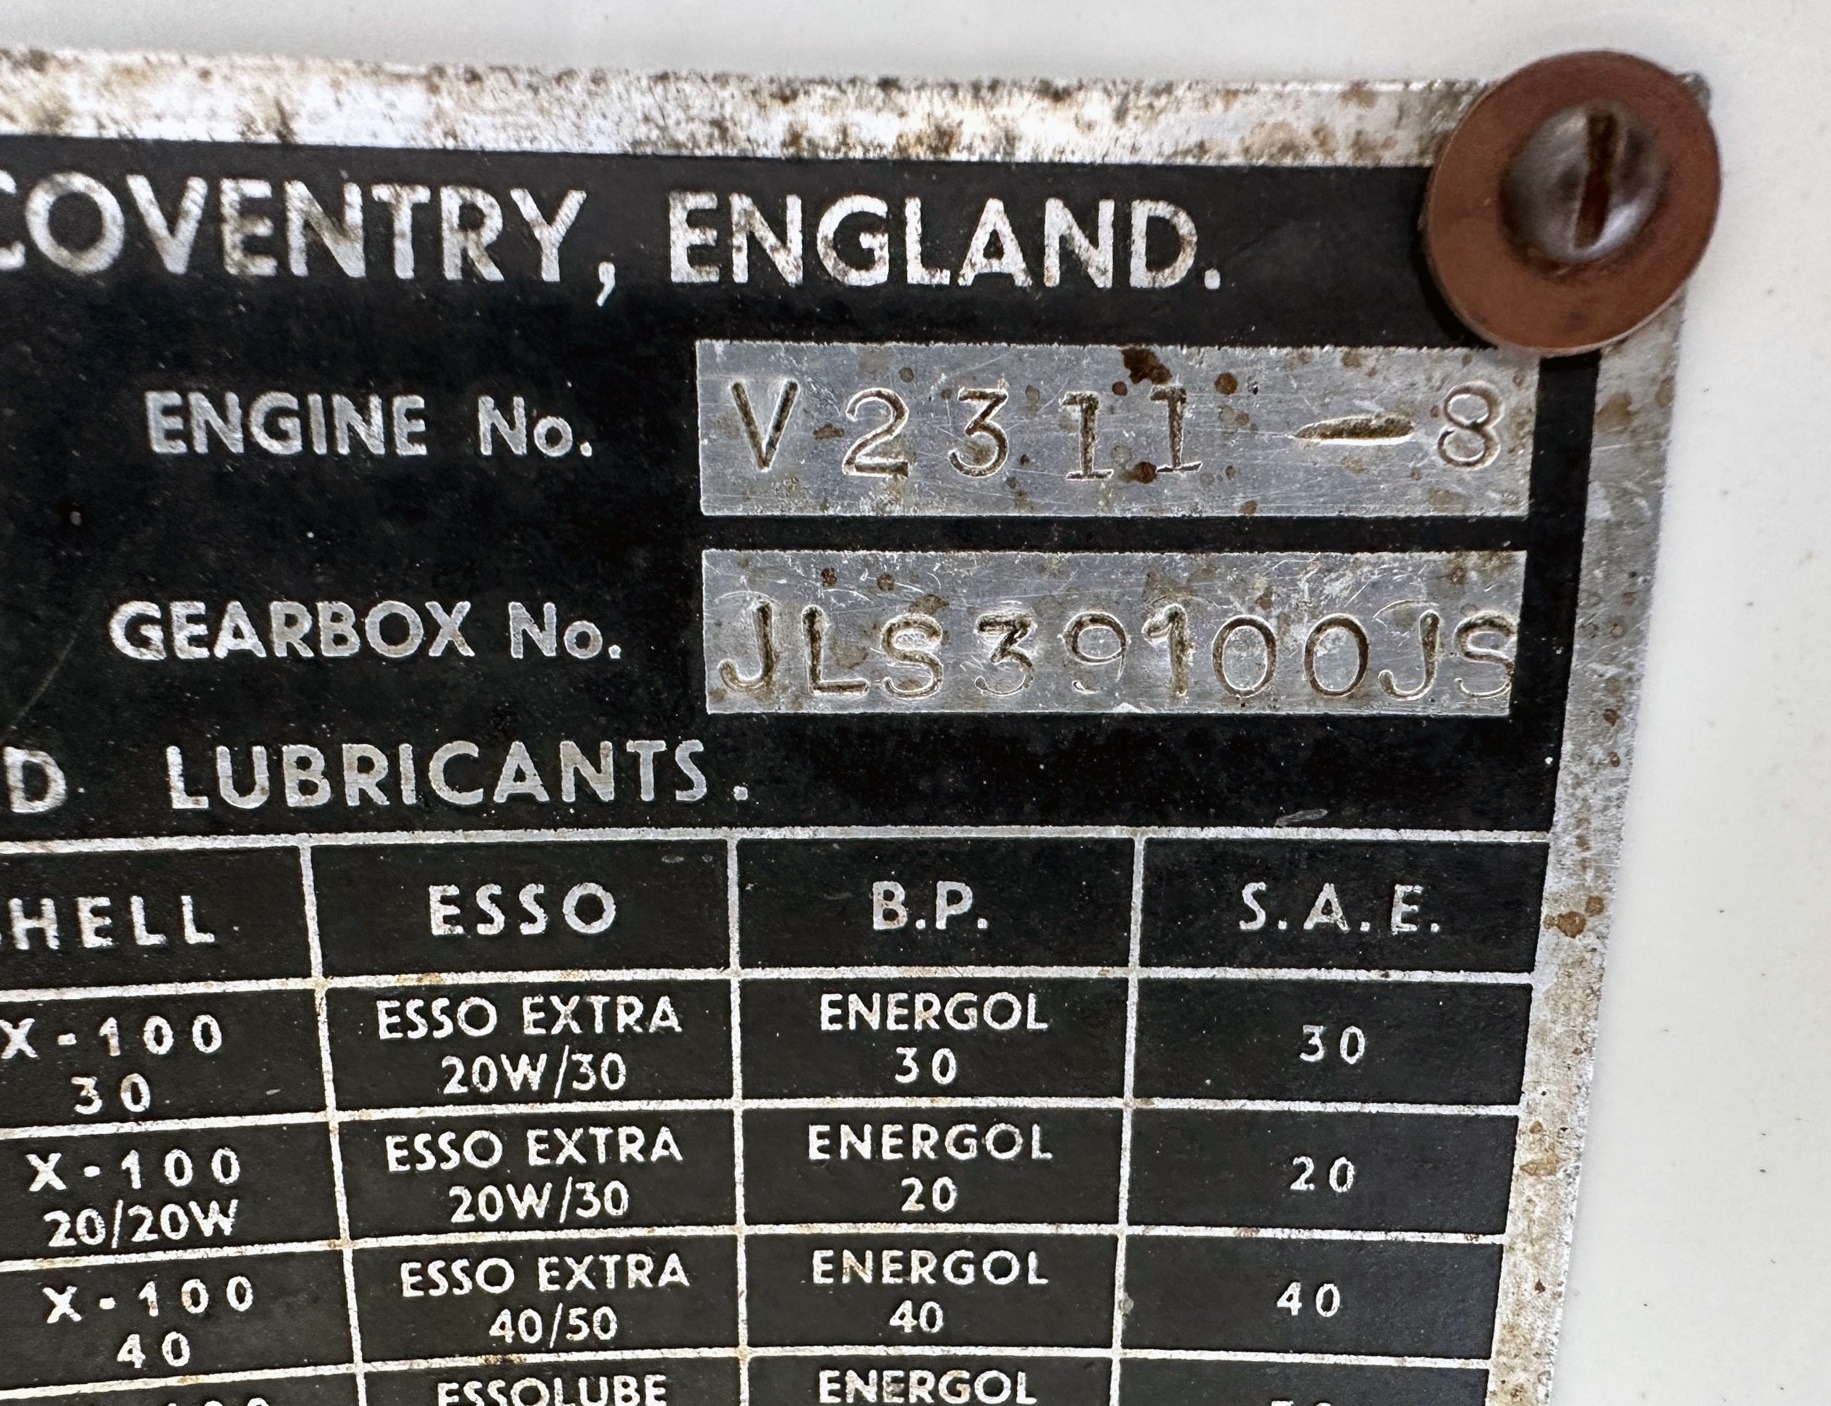 COVENTRY, ENGLAND.
ENGINE No. V2311-8
GEARBOX No. JLS39100JS
D LUBRICANTS.
HELL ESSO B.P. S.A.E.
X-100 ESSO EXTRA ENERGOL 30
30 20W/30 30
X-100 ESSO EXTRA ENERGOL 20
20/20W 20W/30 20
X-100 ESSO EXTRA ENERGOL 40
40 40/50 40
ESSOLUBE ENERGOL